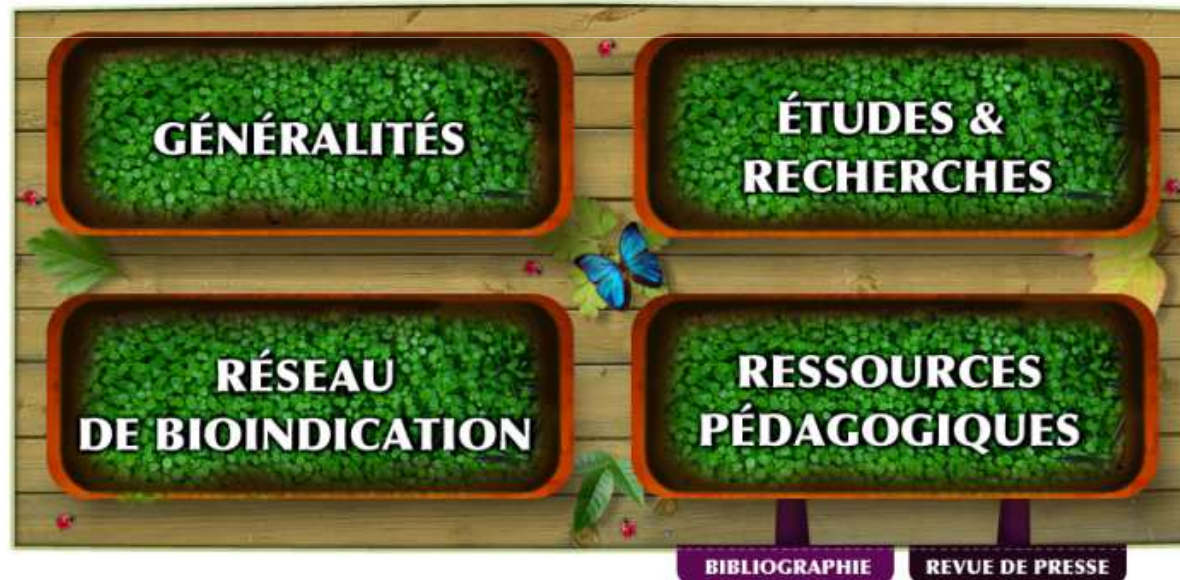 GÉNÉRALITÉS
ÉTUDES &
RECHERCHES
RÉSEAU
DE BIOINDICATION
RESSOURCES
PÉDAGOGIQUES
BIBLIOGRAPHIE
REVUE DE PRESSE